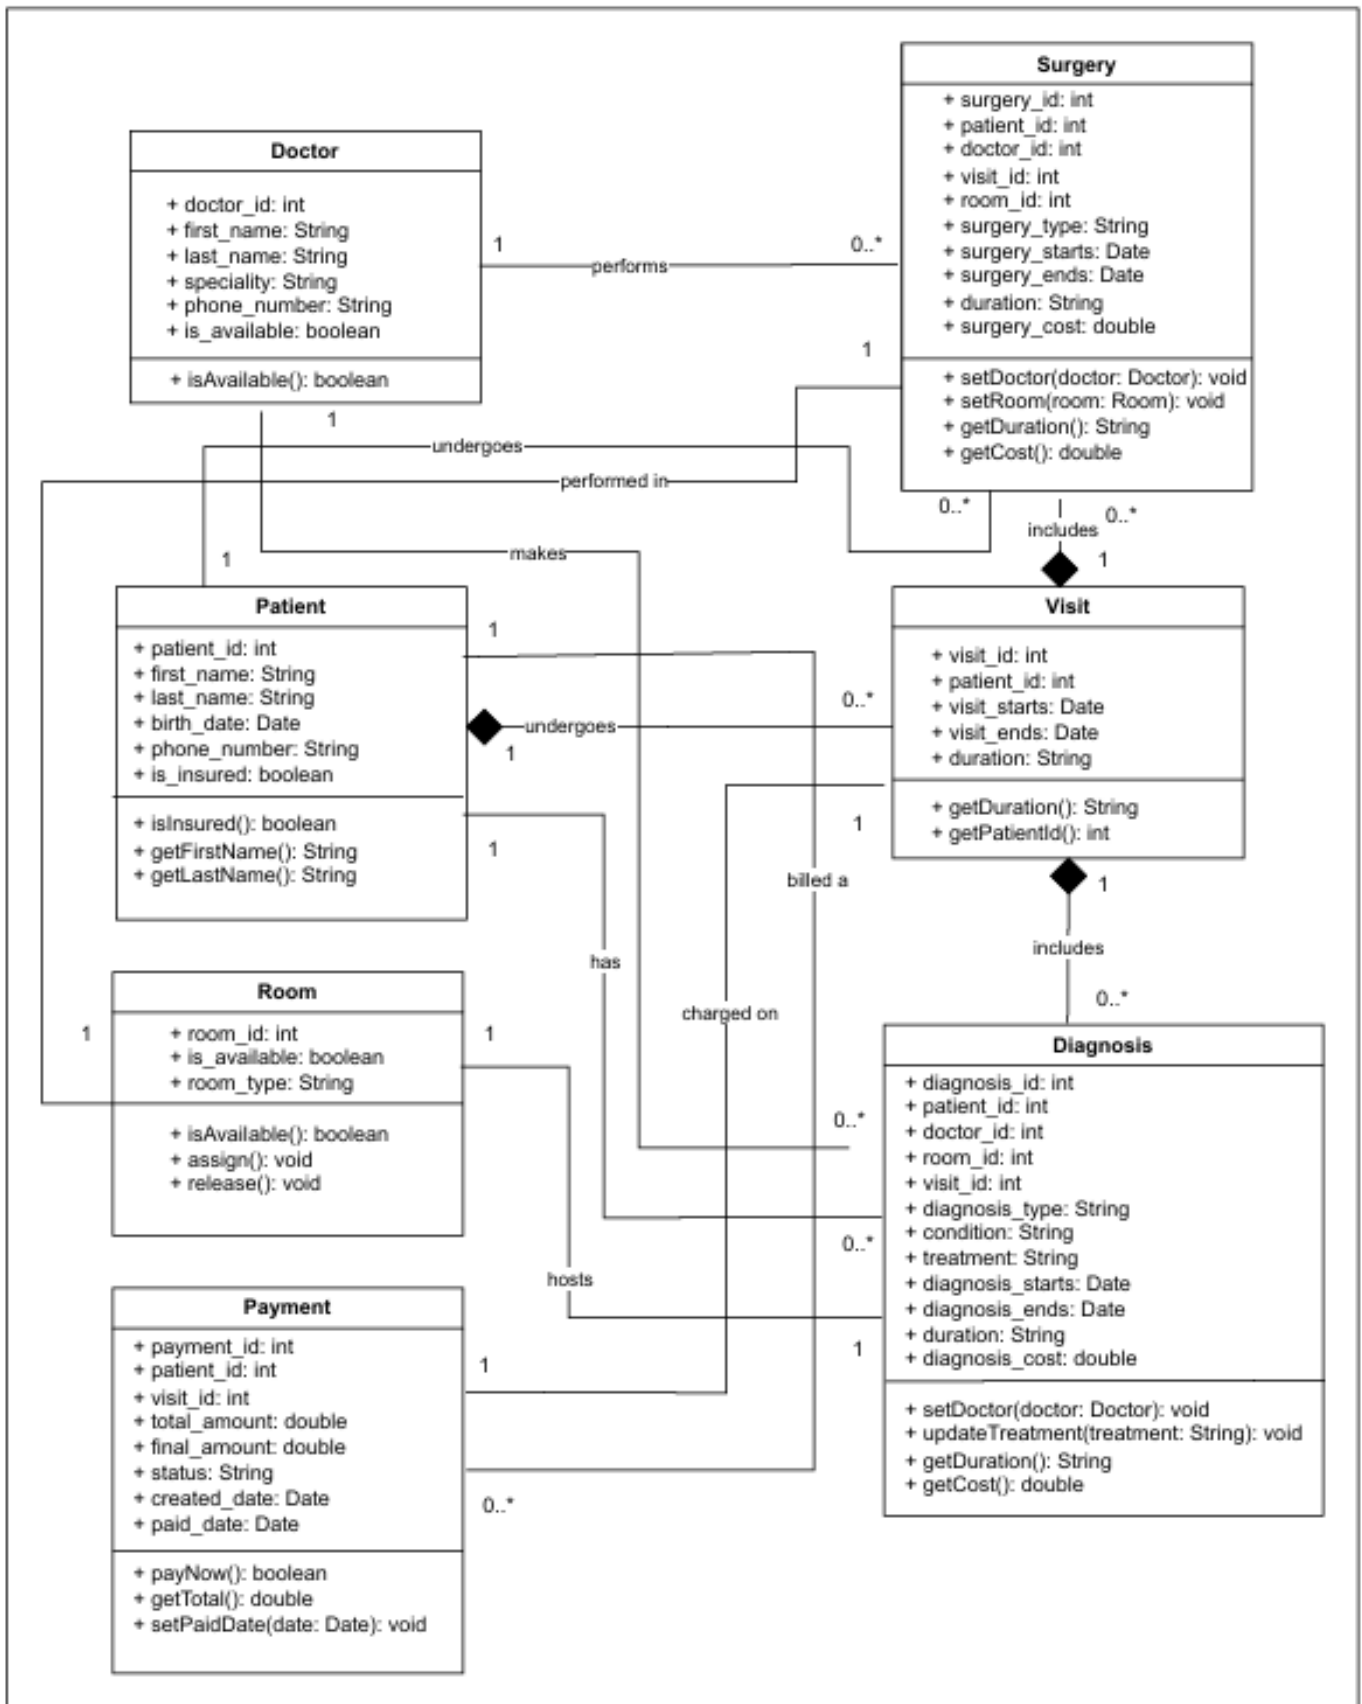 Surgery
+ surgery_id: int
+ patient_id: int
+ doctor_id: int
+ visit_id: int
+ room_id: int
+ surgery_type: String
+ surgery_starts: Date
+ surgery_ends: Date
+ duration: String
+ surgery_cost: double
+ setDoctor(doctor: Doctor): void
+ setRoom(room: Room): void
+ getDuration(): String
+ getCost(): double
Doctor
+ doctor_id: int
+ first_name: String
+ last_name: String
+ speciality: String
+ phone_number: String
+ is_available: boolean
+ isAvailable(): boolean
1
performs
0..*
1
1
undergoes
performed in
0..*
includes
0..*
1
makes
1
Patient
+ patient_id: int
+ first_name: String
+ last_name: String
+ birth_date: Date
+ phone_number: String
+ is_insured: boolean
+ isInsured(): boolean
+ getFirstName(): String
+ getLastName(): String
Visit
+ visit_id: int
+ patient_id: int
+ visit_starts: Date
+ visit_ends: Date
+ duration: String
+ getDuration(): String
+ getPatientId(): int
1
0..*
undergoes
1
1
1
billed a
1
includes
0..*
has
charged on
Room
+ room_id: int
+ is_available: boolean
+ room_type: String
+ isAvailable(): boolean
+ assign(): void
+ release(): void
1
1
0..*
0..*
hosts
1
Diagnosis
+ diagnosis_id: int
+ patient_id: int
+ doctor_id: int
+ room_id: int
+ visit_id: int
+ diagnosis_type: String
+ condition: String
+ treatment: String
+ diagnosis_starts: Date
+ diagnosis_ends: Date
+ duration: String
+ diagnosis_cost: double
+ setDoctor(doctor: Doctor): void
+ updateTreatment(treatment: String): void
+ getDuration(): String
+ getCost(): double
Payment
+ payment_id: int
+ patient_id: int
+ visit_id: int
+ total_amount: double
+ final_amount: double
+ status: String
+ created_date: Date
+ paid_date: Date
+ payNow(): boolean
+ getTotal(): double
+ setPaidDate(date: Date): void
1
0..*